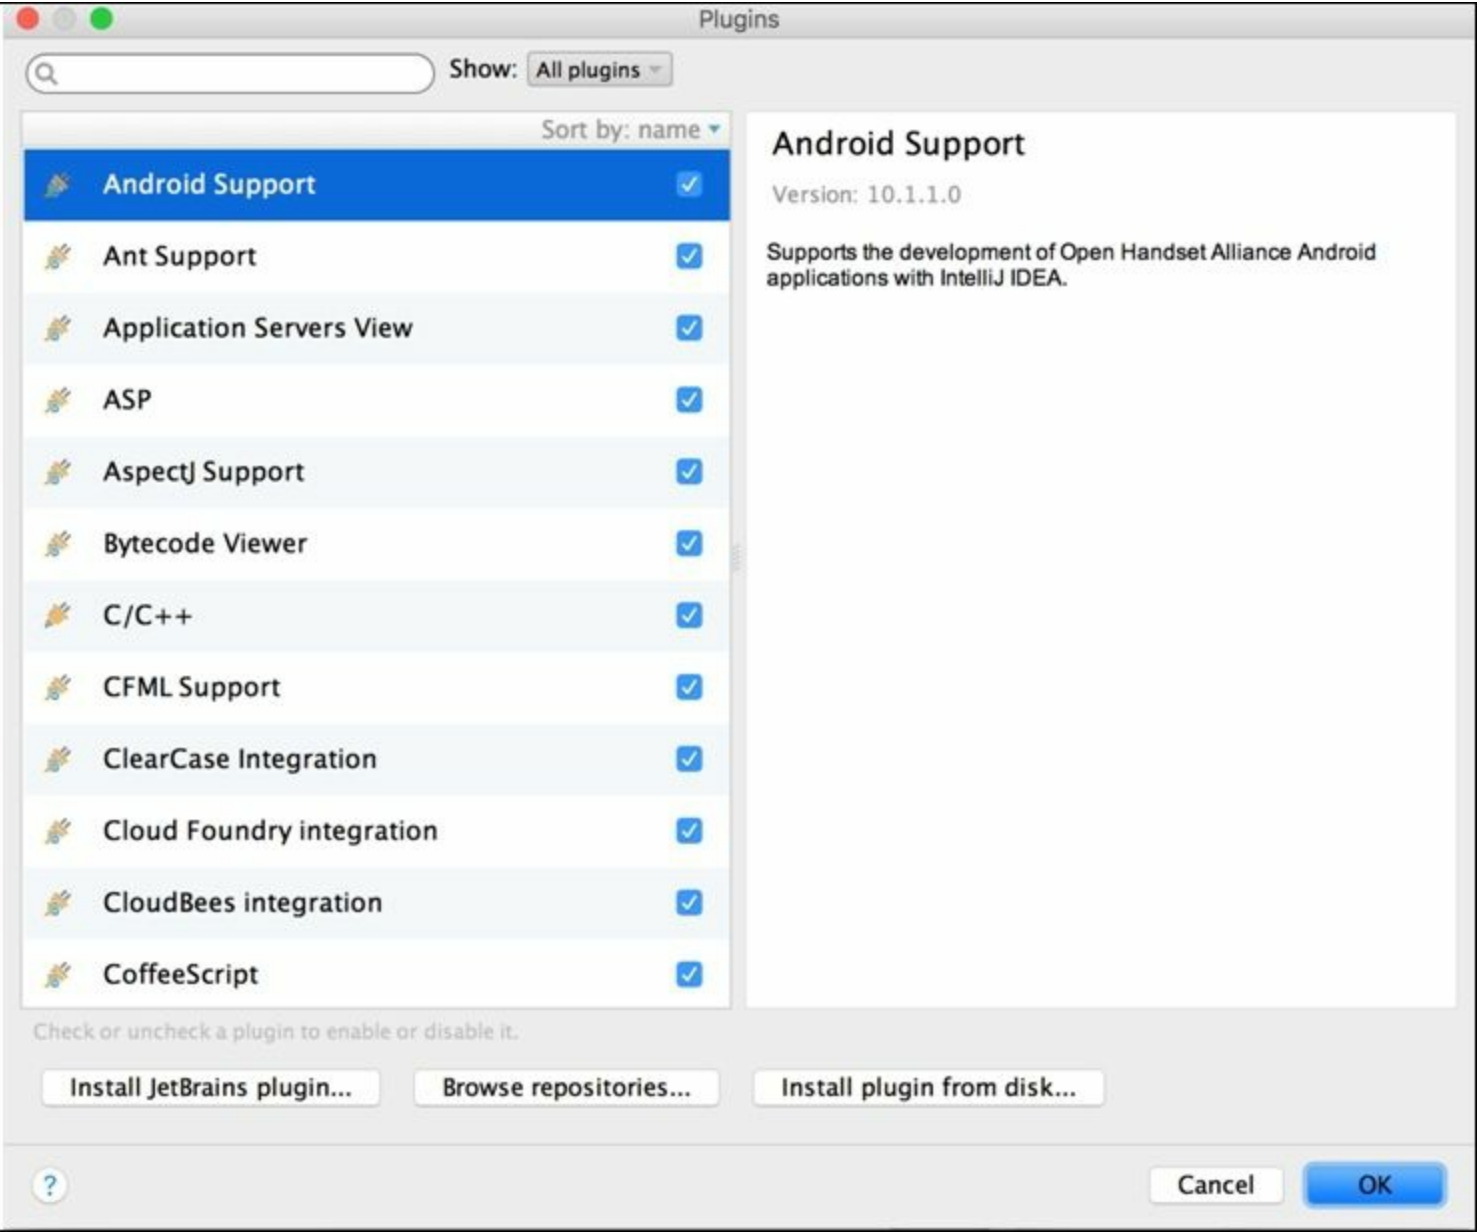 Plugins
Show: All plugins
Sort by: name
Android Support
Ant Support
Application Servers View
ASP
AspectJ Support
Bytecode Viewer
C/C++
CFML Support
ClearCase Integration
Cloud Foundry integration
CloudBees integration
CoffeeScript
Android Support
Version: 10.1.1.0
Supports the development of Open Handset Alliance Android
applications with IntelliJ IDEA.
Check or uncheck a plugin to enable or disable it.
Install JetBrains plugin... Browse repositories... Install plugin from disk...
? Cancel OK